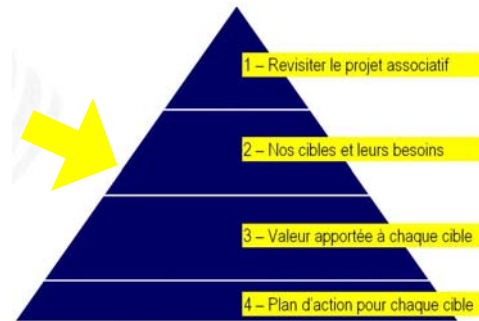 1 – Revisiter le projet associatif
2 – Nos cibles et leurs besoins
3 – Valeur apportée à chaque cible
4 – Plan d'action pour chaque cible